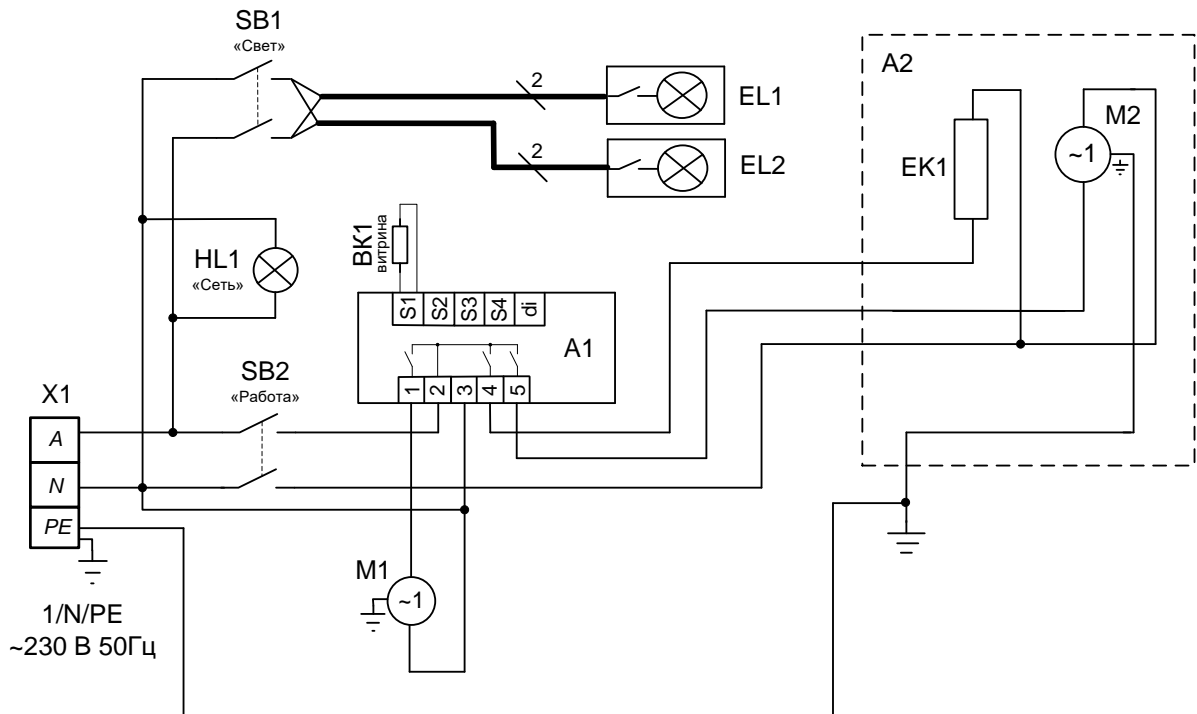 SB1
«Свет»
2
EL1
2
EL2
A2
M2
~1
EK1
HL1
«Сеть»
BK1
витрина
S1 S2 S3 S4 di
A1
1 2 3 4 5
SB2
«Работа»
X1
A
N
PE
M1
~1
1/N/PE
~230 В 50Гц